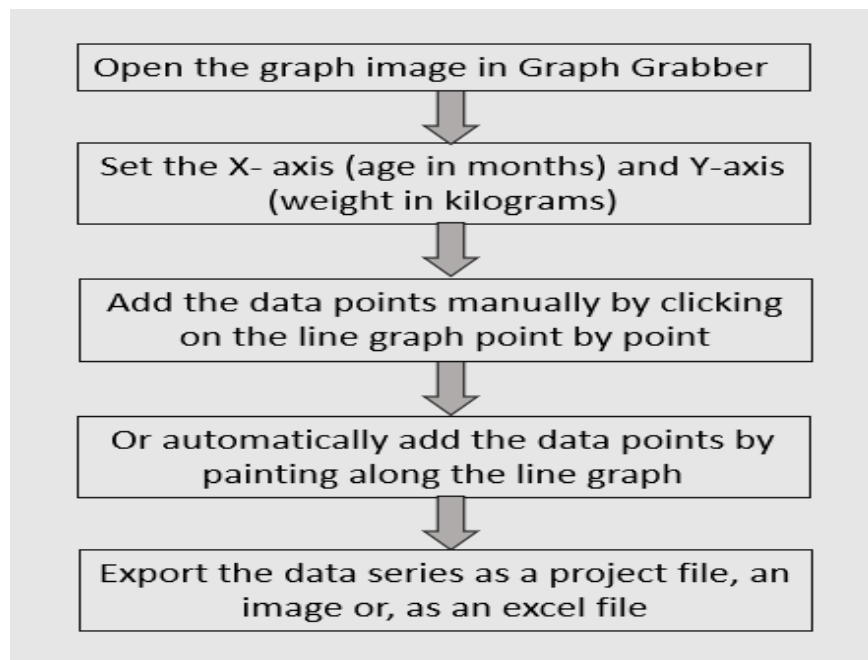 Open the graph image in Graph Grabber
Set the X- axis (age in months) and Y-axis
(weight in kilograms)
Add the data points manually by clicking
on the line graph point by point
Or automatically add the data points by
painting along the line graph
Export the data series as a project file, an
image or, as an excel file